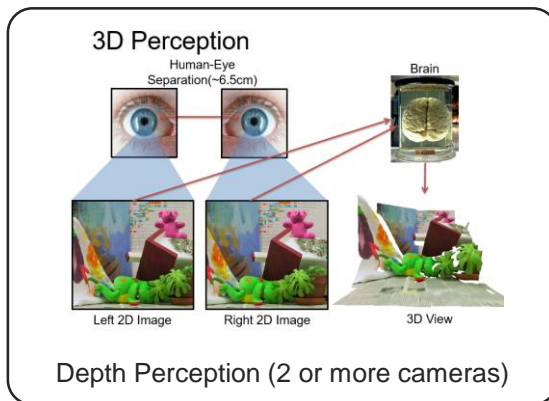 3D Perception
Human-Eye
Separation(~6.5cm)
Brain
Left 2D Image
Right 2D Image
3D View
Depth Perception (2 or more cameras)